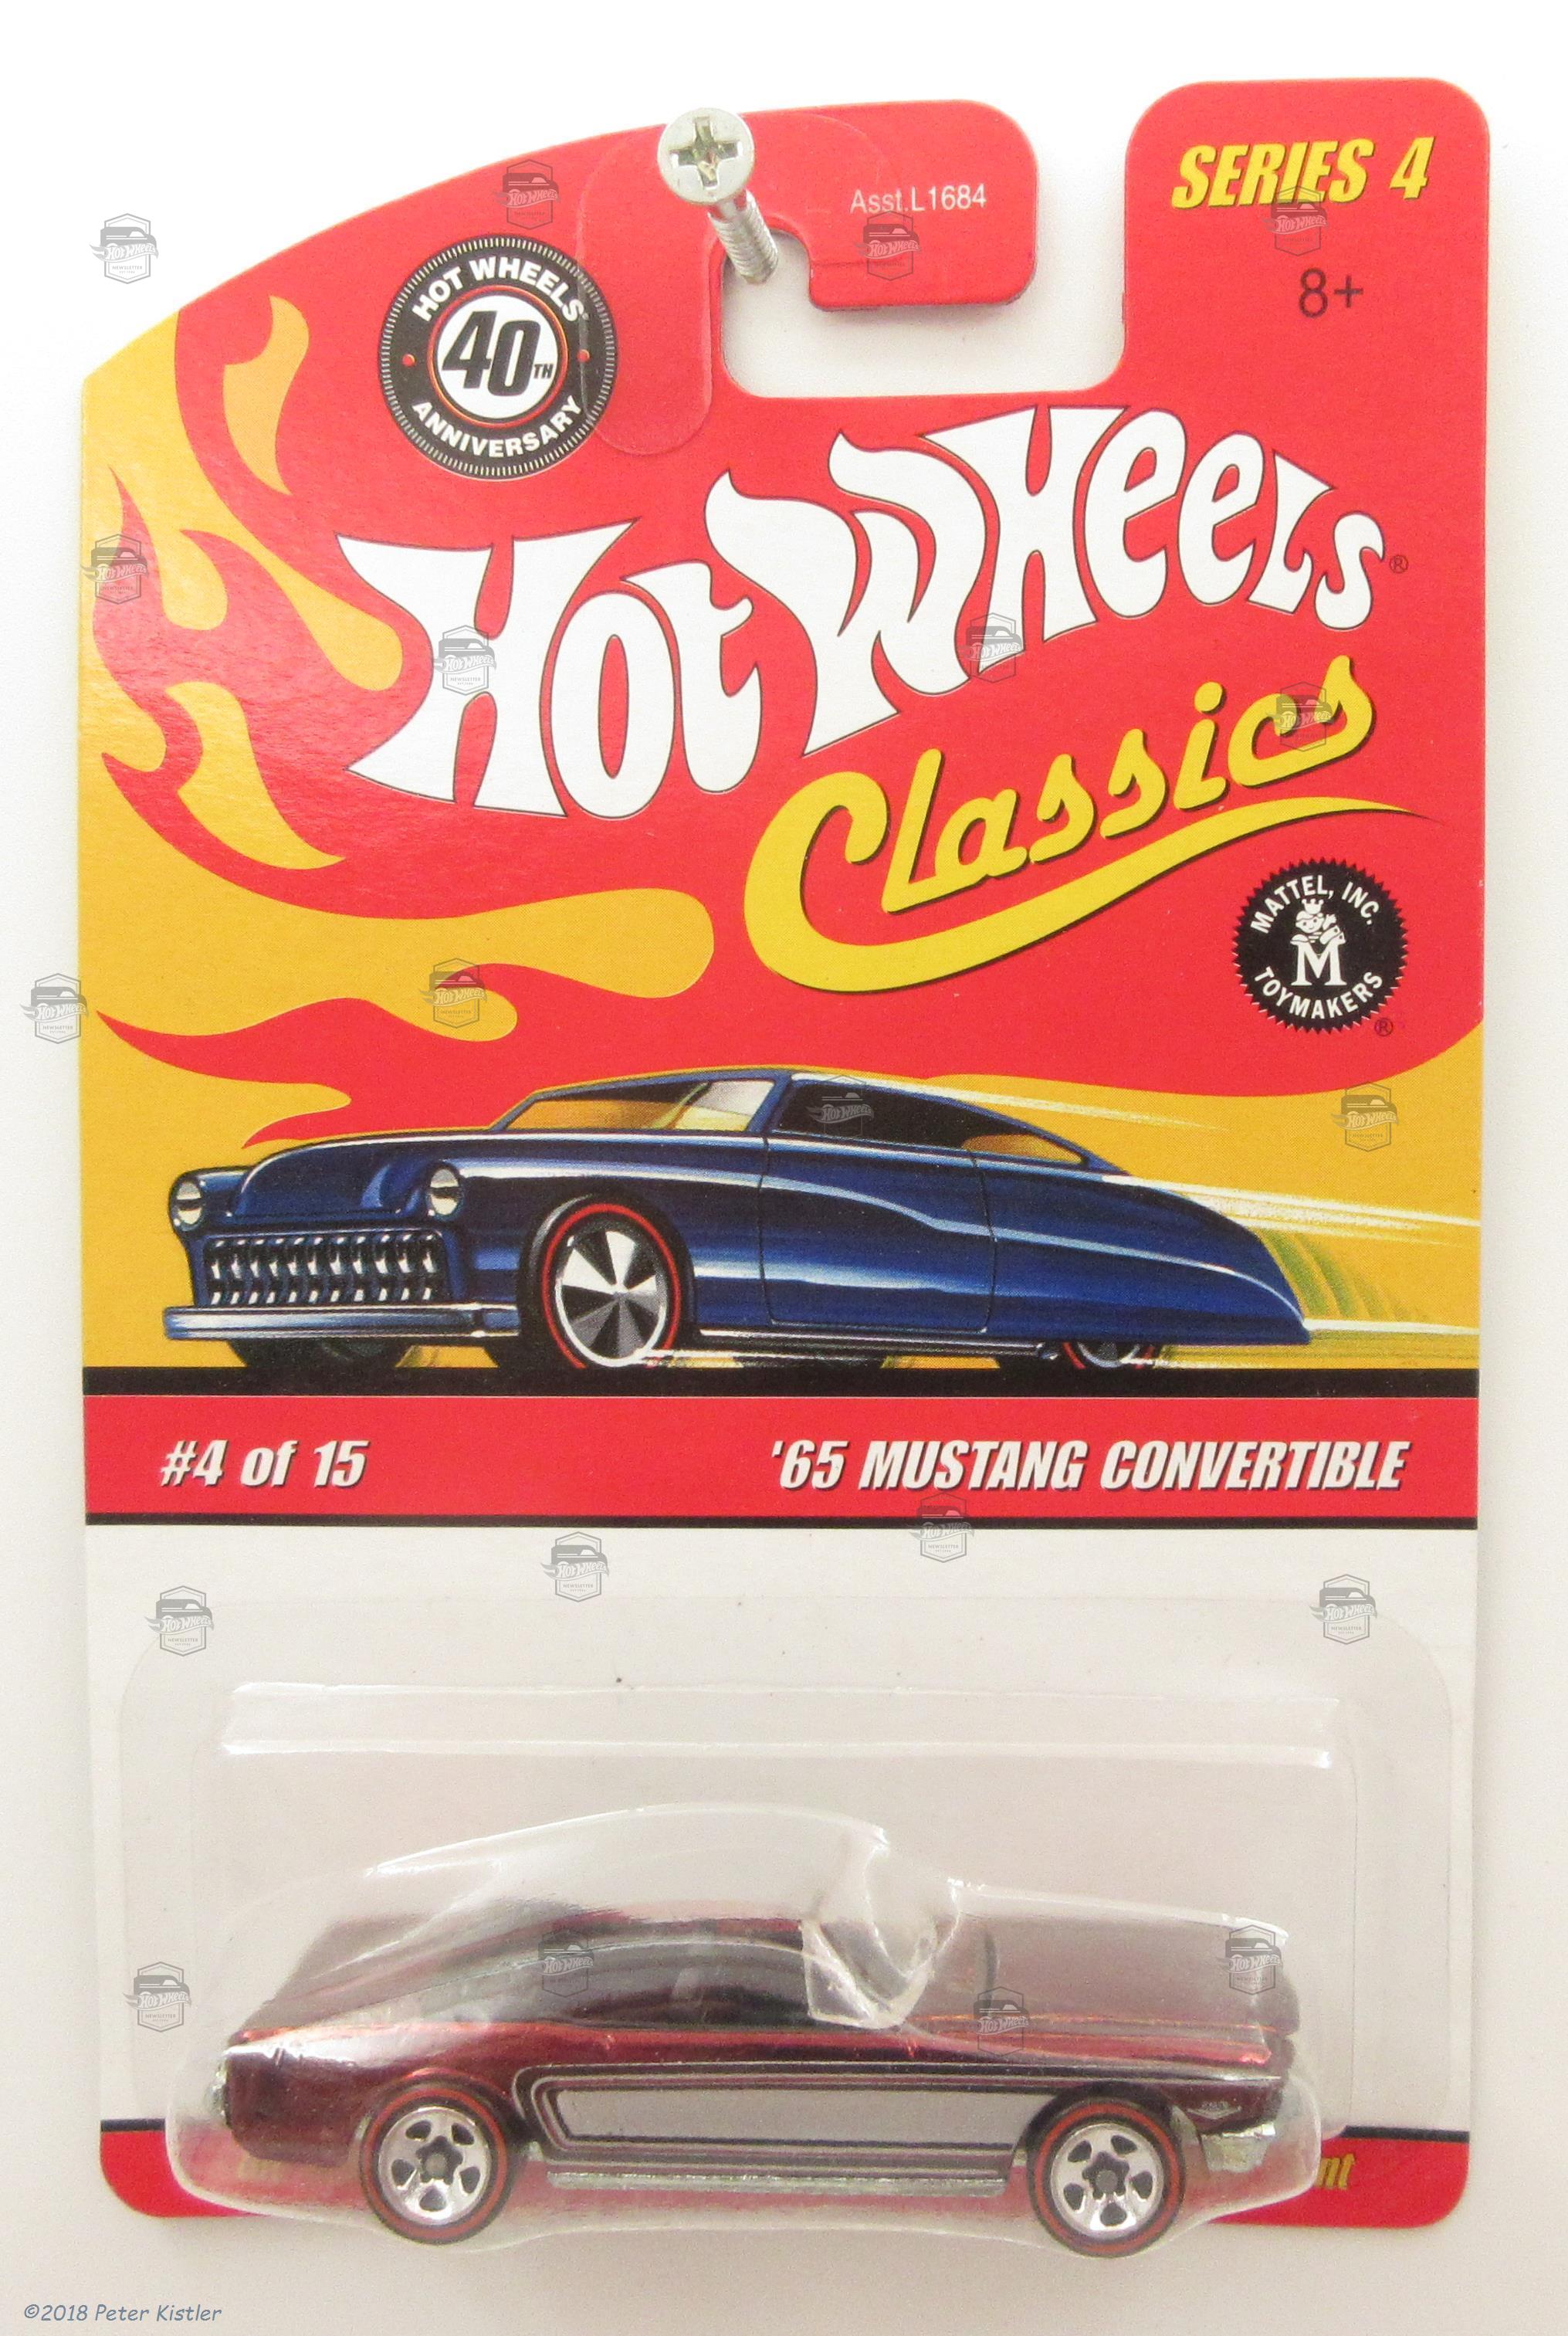 Asst.L1684
SERIES 4
8+
HOT WHEELS
40TH
ANNIVERSARY
Hot Wheels®
Classics
MATTEL, INC.
M
TOYMAKERS
®
#4 of 15
'65 MUSTANG CONVERTIBLE
nt
©2018 Peter Kistler